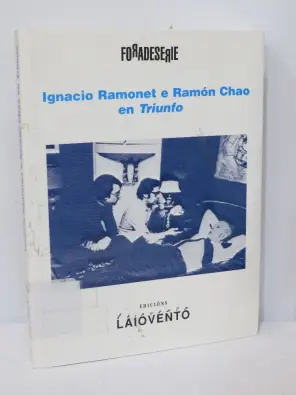 FORADESERIE
Ignacio Ramonet e Ramón Chao
en Triunfo
EDICIÓNS
LAIOVENTO